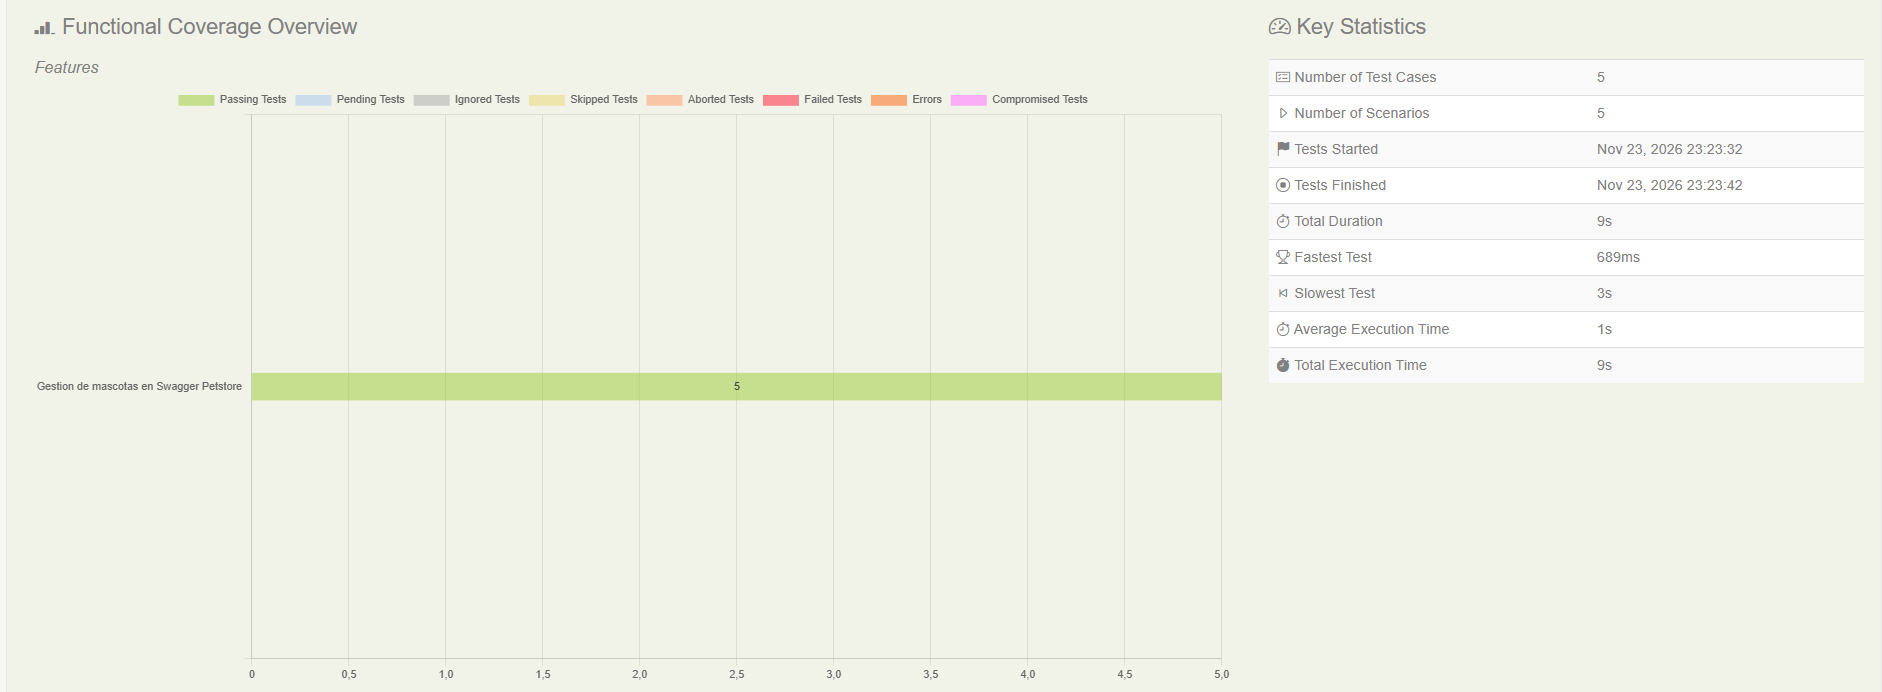 Functional Coverage Overview
Features
Passing Tests Pending Tests Ignored Tests Skipped Tests Aborted Tests Failed Tests Errors Compromised Tests
Gestion de mascotas en Swagger Petstore 5
0 0,5 1,0 1,5 2,0 2,5 3,0 3,5 4,0 4,5 5,0
Key Statistics
Number of Test Cases 5
Number of Scenarios 5
Tests Started Nov 23, 2026 23:23:32
Tests Finished Nov 23, 2026 23:23:42
Total Duration 9s
Fastest Test 689ms
Slowest Test 3s
Average Execution Time 1s
Total Execution Time 9s